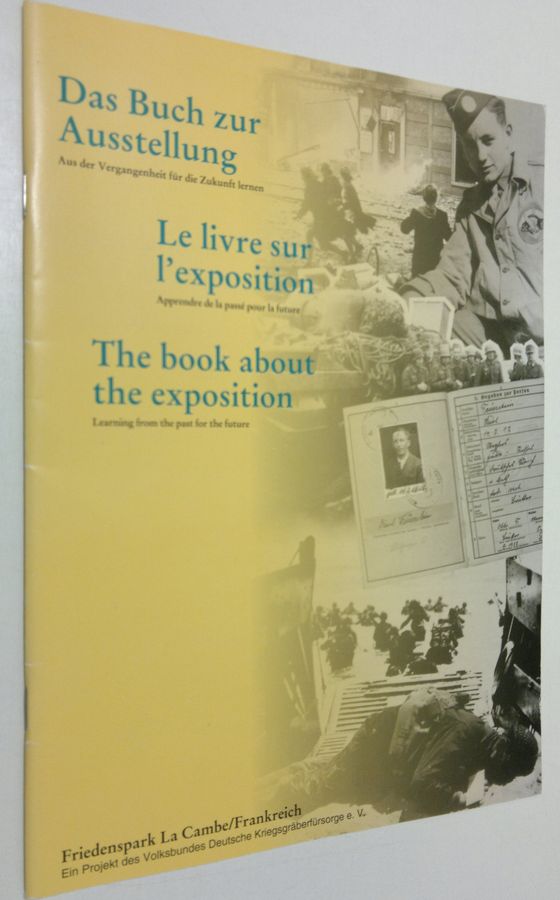 Das Buch zur
Ausstellung
Aus der Vergangenheit für die Zukunft lernen
Le livre sur
l'exposition
Apprendre de la passé pour la future
The book about
the exposition
Learning from the past for the future
Friedenspark La Cambe/Frankreich
Ein Projekt des Volksbundes Deutsche Kriegsgräberfürsorge e. V.